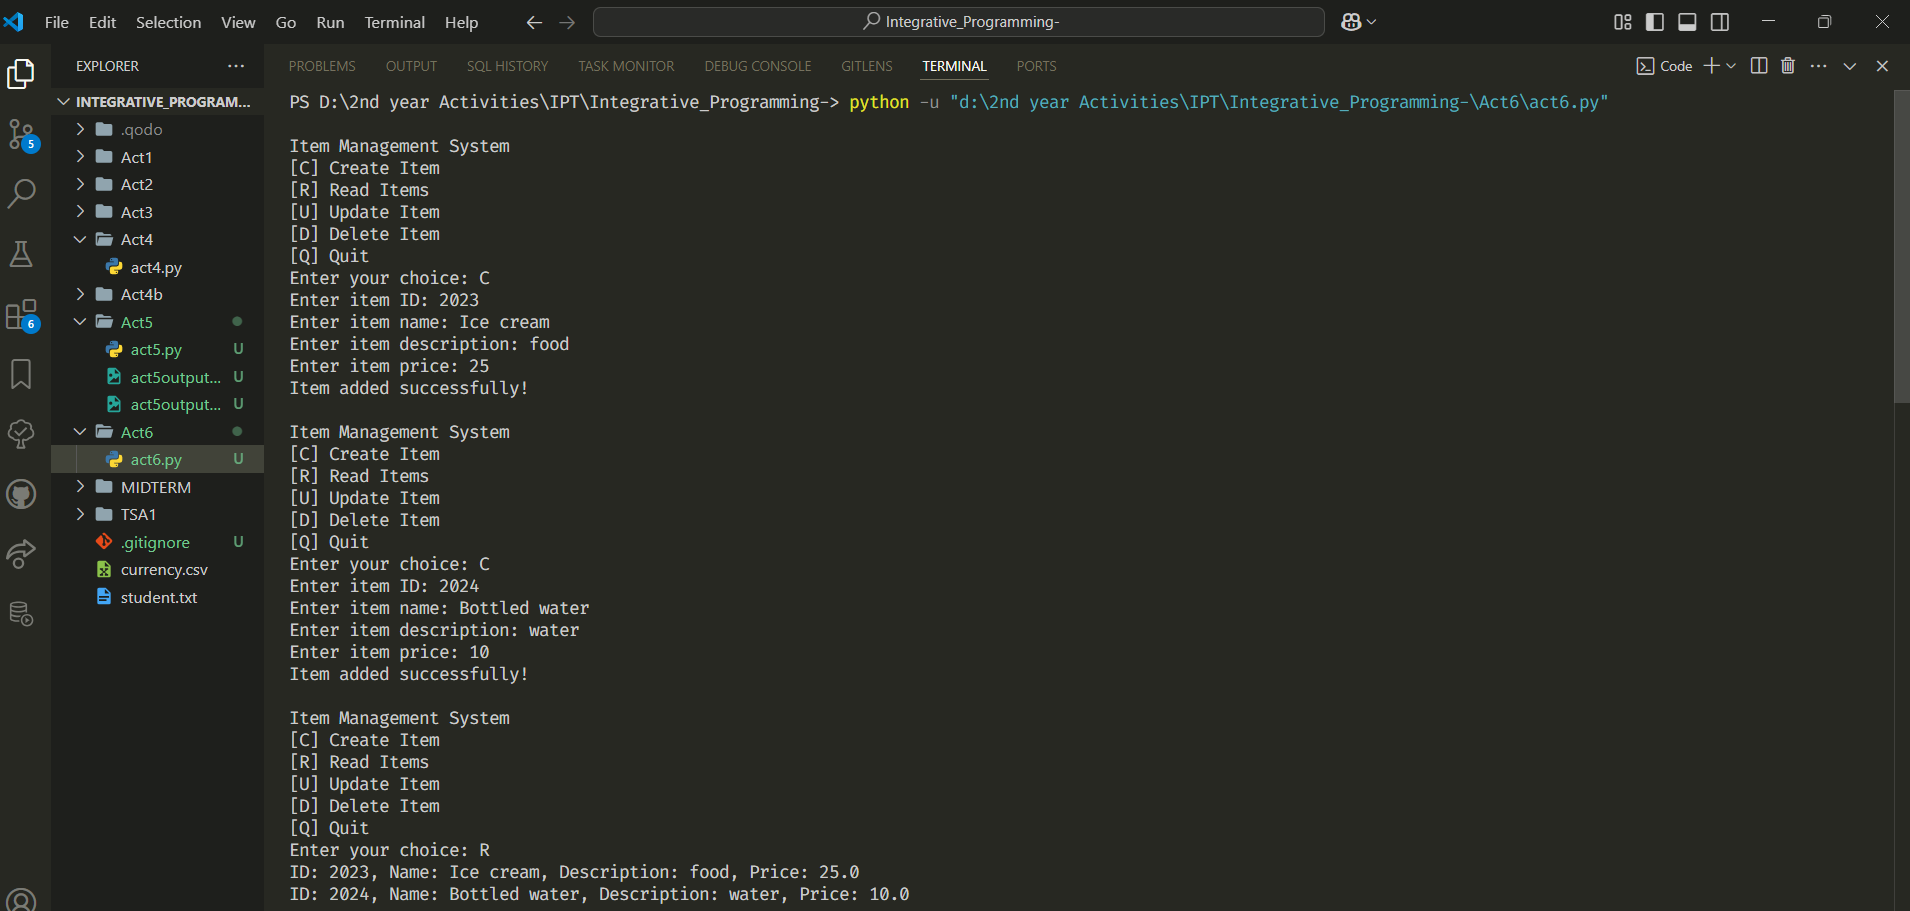 File Edit Selection View Go Run Terminal Help
Integrative_Programming-
EXPLORER
INTEGRATIVE_PROGRAM...
.qodo
Act1
Act2
Act3
Act4
act4.py
Act4b
Act5
act5.py U
act5output... U
act5output... U
Act6
act6.py U
MIDTERM
TSA1
.gitignore U
currency.csv
student.txt
5
6
PROBLEMS OUTPUT SQL HISTORY TASK MONITOR DEBUG CONSOLE GITLENS TERMINAL PORTS
Code
PS D:\2nd year Activities\IPT\Integrative_Programming-> python -u "d:\2nd year Activities\IPT\Integrative_Programming-\Act6\act6.py"
Item Management System
[C] Create Item
[R] Read Items
[U] Update Item
[D] Delete Item
[Q] Quit
Enter your choice: C
Enter item ID: 2023
Enter item name: Ice cream
Enter item description: food
Enter item price: 25
Item added successfully!
Item Management System
[C] Create Item
[R] Read Items
[U] Update Item
[D] Delete Item
[Q] Quit
Enter your choice: C
Enter item ID: 2024
Enter item name: Bottled water
Enter item description: water
Enter item price: 10
Item added successfully!
Item Management System
[C] Create Item
[R] Read Items
[U] Update Item
[D] Delete Item
[Q] Quit
Enter your choice: R
ID: 2023, Name: Ice cream, Description: food, Price: 25.0
ID: 2024, Name: Bottled water, Description: water, Price: 10.0